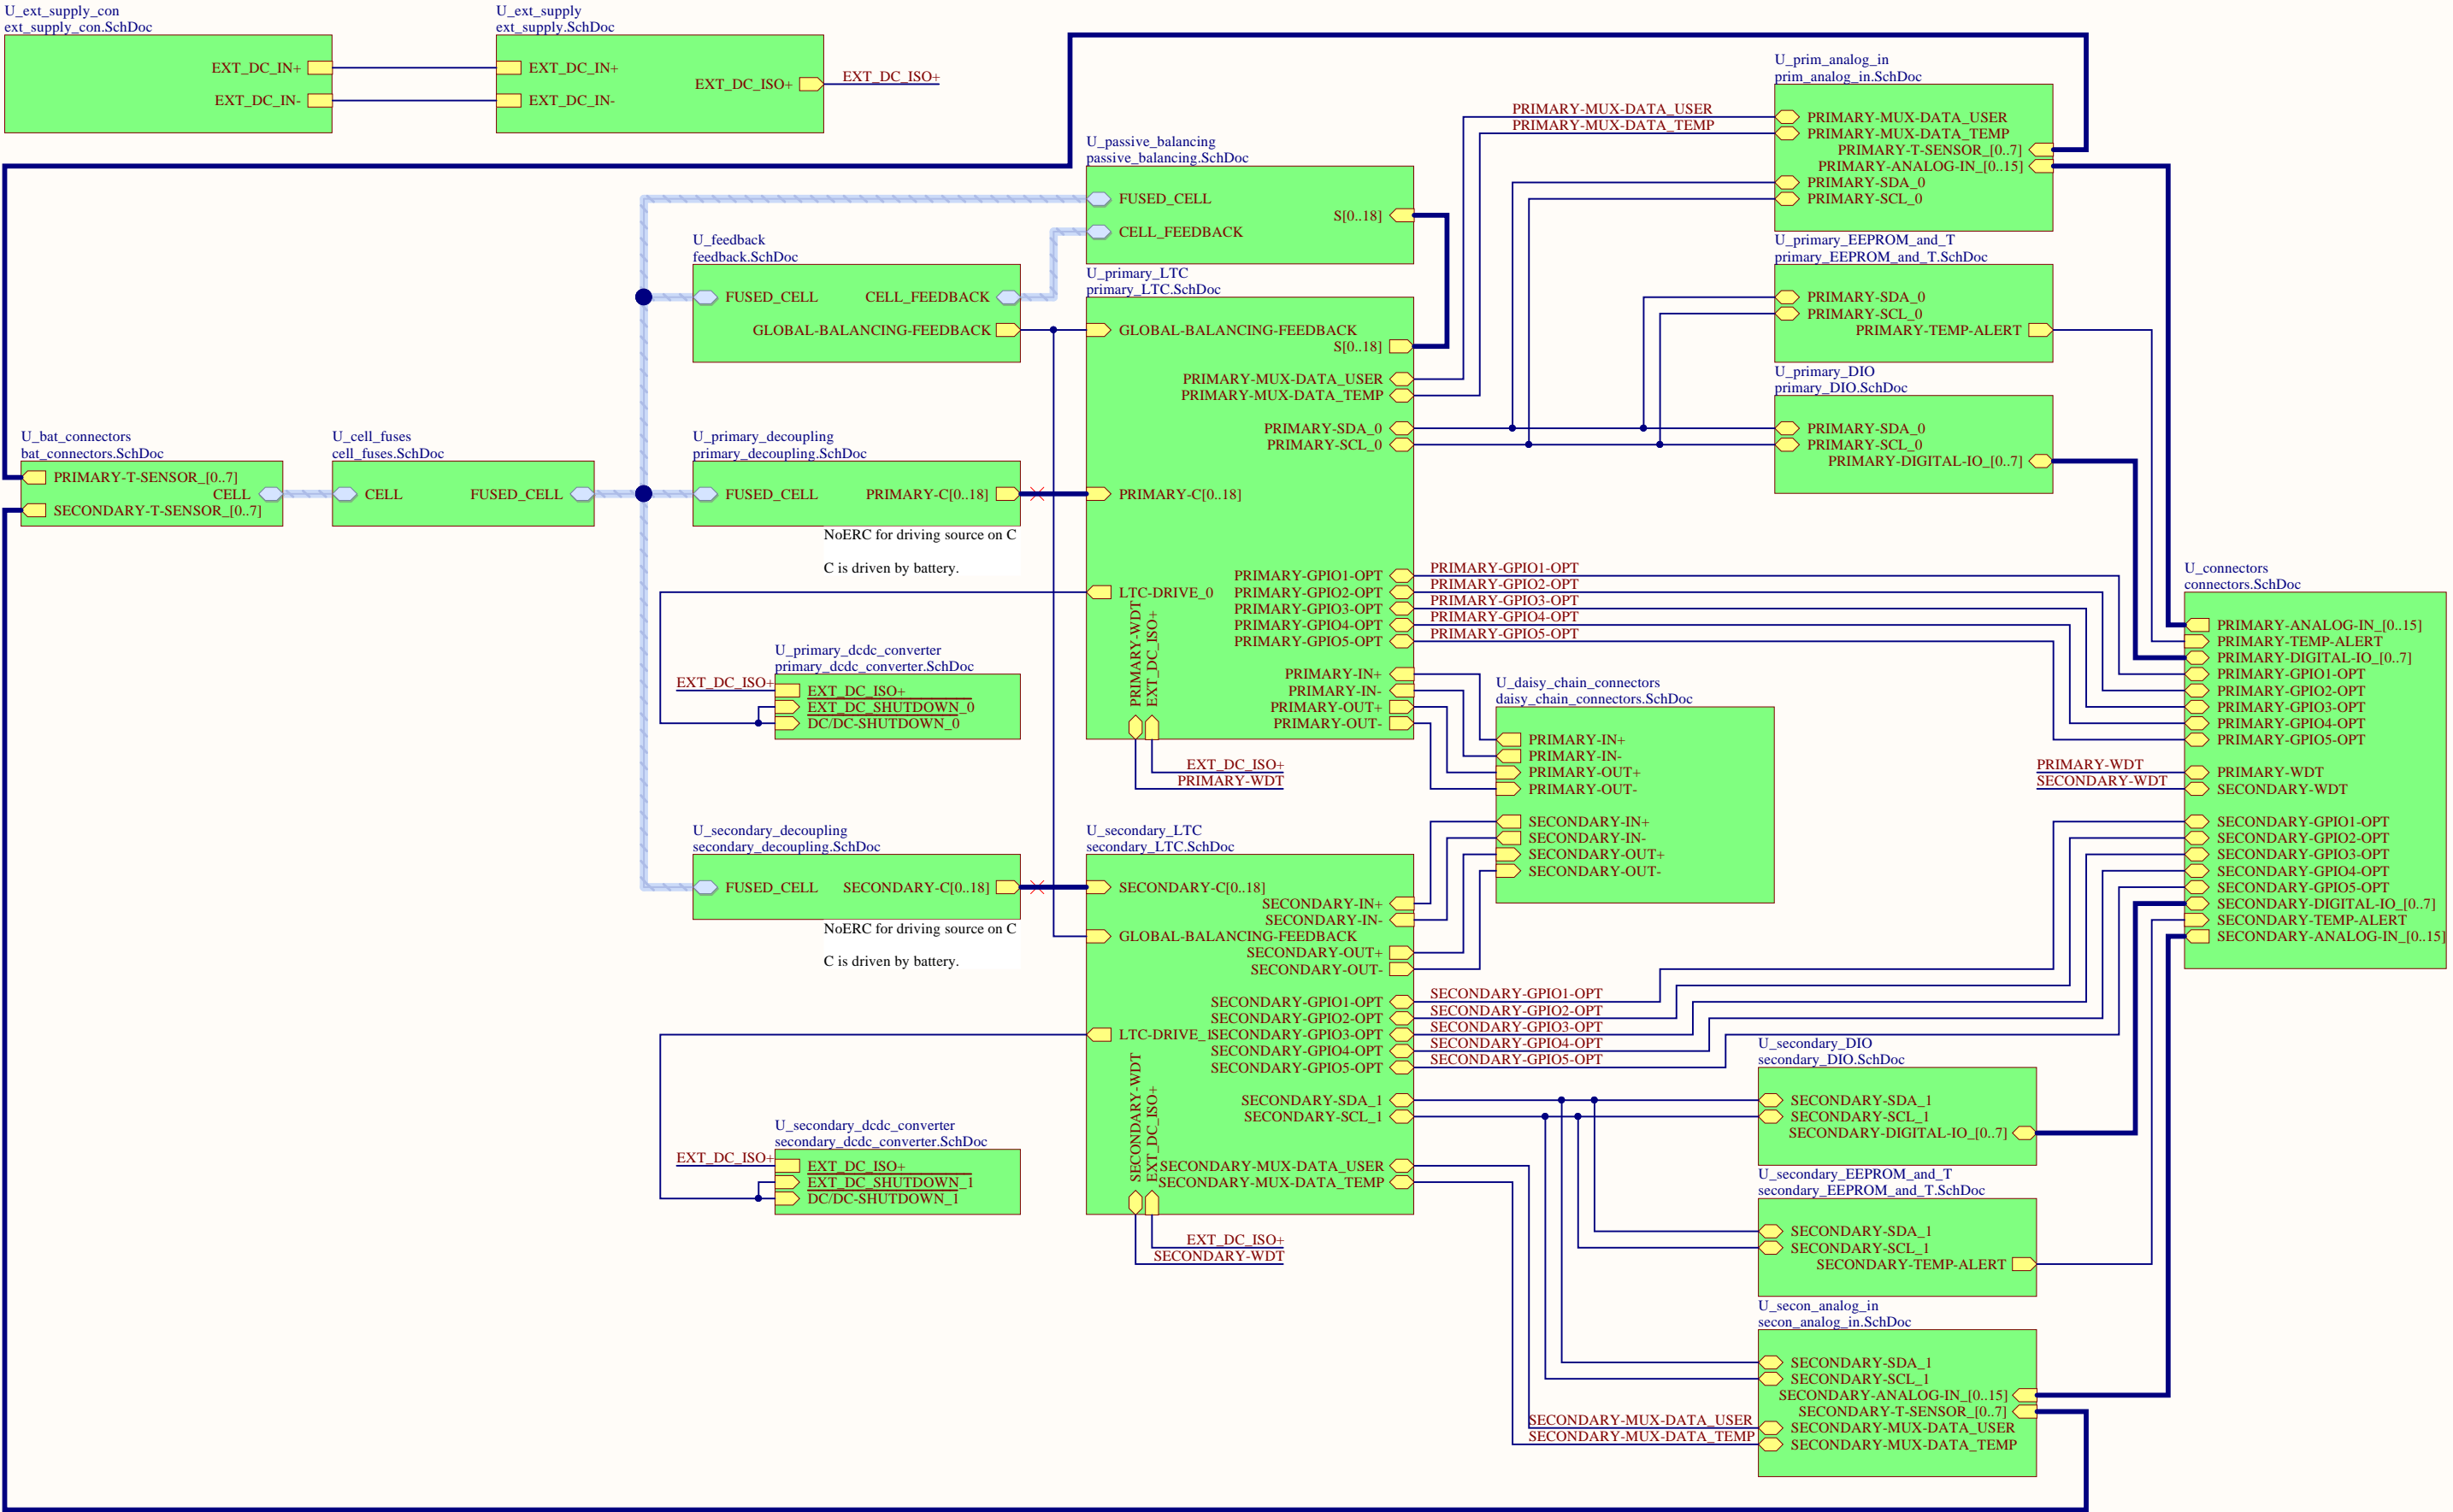 U_ext_supply_con
ext_supply_con.SchDoc
EXT_DC_IN+
EXT_DC_IN-
U_ext_supply
ext_supply.SchDoc
EXT_DC_IN+
EXT_DC_IN-
EXT_DC_ISO+
EXT_DC_ISO+
U_prim_analog_in
prim_analog_in.SchDoc
PRIMARY-MUX-DATA_USER
PRIMARY-MUX-DATA_TEMP
PRIMARY-MUX-DATA_USER
PRIMARY-MUX-DATA_TEMP
PRIMARY-T-SENSOR_[0..7]
PRIMARY-ANALOG-IN_[0..15]
PRIMARY-SDA_0
PRIMARY-SCL_0
U_passive_balancing
passive_balancing.SchDoc
FUSED_CELL
S[0..18]
CELL_FEEDBACK
U_feedback
feedback.SchDoc
FUSED_CELL
CELL_FEEDBACK
GLOBAL-BALANCING-FEEDBACK
U_primary_EEPROM_and_T
primary_EEPROM_and_T.SchDoc
PRIMARY-SDA_0
PRIMARY-SCL_0
PRIMARY-TEMP-ALERT
U_primary_DIO
primary_DIO.SchDoc
PRIMARY-SDA_0
PRIMARY-SCL_0
PRIMARY-DIGITAL-IO_[0..7]
U_bat_connectors
bat_connectors.SchDoc
PRIMARY-T-SENSOR_[0..7]
CELL
SECONDARY-T-SENSOR_[0..7]
U_cell_fuses
cell_fuses.SchDoc
CELL
FUSED_CELL
U_primary_decoupling
primary_decoupling.SchDoc
FUSED_CELL
PRIMARY-C[0..18]
NoERC for driving source on C
C is driven by battery.
U_primary_LTC
primary_LTC.SchDoc
GLOBAL-BALANCING-FEEDBACK
S[0..18]
PRIMARY-MUX-DATA_USER
PRIMARY-MUX-DATA_TEMP
PRIMARY-SDA_0
PRIMARY-SCL_0
PRIMARY-C[0..18]
PRIMARY-GPIO1-OPT
LTC-DRIVE_0
PRIMARY-GPIO2-OPT
PRIMARY-GPIO3-OPT
PRIMARY-GPIO4-OPT
PRIMARY-GPIO5-OPT
PRIMARY-WDT
EXT_DC_ISO+
PRIMARY-IN+
PRIMARY-IN-
PRIMARY-OUT+
PRIMARY-OUT-
EXT_DC_ISO+
PRIMARY-WDT
PRIMARY-GPIO1-OPT
PRIMARY-GPIO2-OPT
PRIMARY-GPIO3-OPT
PRIMARY-GPIO4-OPT
PRIMARY-GPIO5-OPT
U_primary_dcdc_converter
primary_dcdc_converter.SchDoc
EXT_DC_ISO+
EXT_DC_ISO+
EXT_DC_SHUTDOWN_0
DC/DC-SHUTDOWN_0
U_daisy_chain_connectors
daisy_chain_connectors.SchDoc
PRIMARY-IN+
PRIMARY-IN-
PRIMARY-OUT+
PRIMARY-OUT-
SECONDARY-IN+
SECONDARY-IN-
SECONDARY-OUT+
SECONDARY-OUT-
U_connectors
connectors.SchDoc
PRIMARY-ANALOG-IN_[0..15]
PRIMARY-TEMP-ALERT
PRIMARY-DIGITAL-IO_[0..7]
PRIMARY-GPIO1-OPT
PRIMARY-GPIO2-OPT
PRIMARY-GPIO3-OPT
PRIMARY-GPIO4-OPT
PRIMARY-GPIO5-OPT
PRIMARY-WDT
SECONDARY-WDT
PRIMARY-WDT
SECONDARY-WDT
SECONDARY-GPIO1-OPT
SECONDARY-GPIO2-OPT
SECONDARY-GPIO3-OPT
SECONDARY-GPIO4-OPT
SECONDARY-GPIO5-OPT
SECONDARY-DIGITAL-IO_[0..7]
SECONDARY-TEMP-ALERT
SECONDARY-ANALOG-IN_[0..15]
U_secondary_decoupling
secondary_decoupling.SchDoc
FUSED_CELL
SECONDARY-C[0..18]
NoERC for driving source on C
C is driven by battery.
U_secondary_LTC
secondary_LTC.SchDoc
SECONDARY-C[0..18]
SECONDARY-IN+
SECONDARY-IN-
GLOBAL-BALANCING-FEEDBACK
SECONDARY-OUT+
SECONDARY-OUT-
SECONDARY-GPIO1-OPT
SECONDARY-GPIO2-OPT
LTC-DRIVE_1
SECONDARY-GPIO3-OPT
SECONDARY-GPIO4-OPT
SECONDARY-GPIO5-OPT
SECONDARY-WDT
EXT_DC_ISO+
SECONDARY-SDA_1
SECONDARY-SCL_1
SECONDARY-MUX-DATA_USER
SECONDARY-MUX-DATA_TEMP
EXT_DC_ISO+
SECONDARY-WDT
SECONDARY-GPIO1-OPT
SECONDARY-GPIO2-OPT
SECONDARY-GPIO3-OPT
SECONDARY-GPIO4-OPT
SECONDARY-GPIO5-OPT
U_secondary_dcdc_converter
secondary_dcdc_converter.SchDoc
EXT_DC_ISO+
EXT_DC_ISO+
EXT_DC_SHUTDOWN_1
DC/DC-SHUTDOWN_1
U_secondary_DIO
secondary_DIO.SchDoc
SECONDARY-SDA_1
SECONDARY-SCL_1
SECONDARY-DIGITAL-IO_[0..7]
U_secondary_EEPROM_and_T
secondary_EEPROM_and_T.SchDoc
SECONDARY-SDA_1
SECONDARY-SCL_1
SECONDARY-TEMP-ALERT
U_secon_analog_in
secon_analog_in.SchDoc
SECONDARY-SDA_1
SECONDARY-SCL_1
SECONDARY-ANALOG-IN_[0..15]
SECONDARY-T-SENSOR_[0..7]
SECONDARY-MUX-DATA_USER
SECONDARY-MUX-DATA_TEMP
SECONDARY-MUX-DATA_USER
SECONDARY-MUX-DATA_TEMP